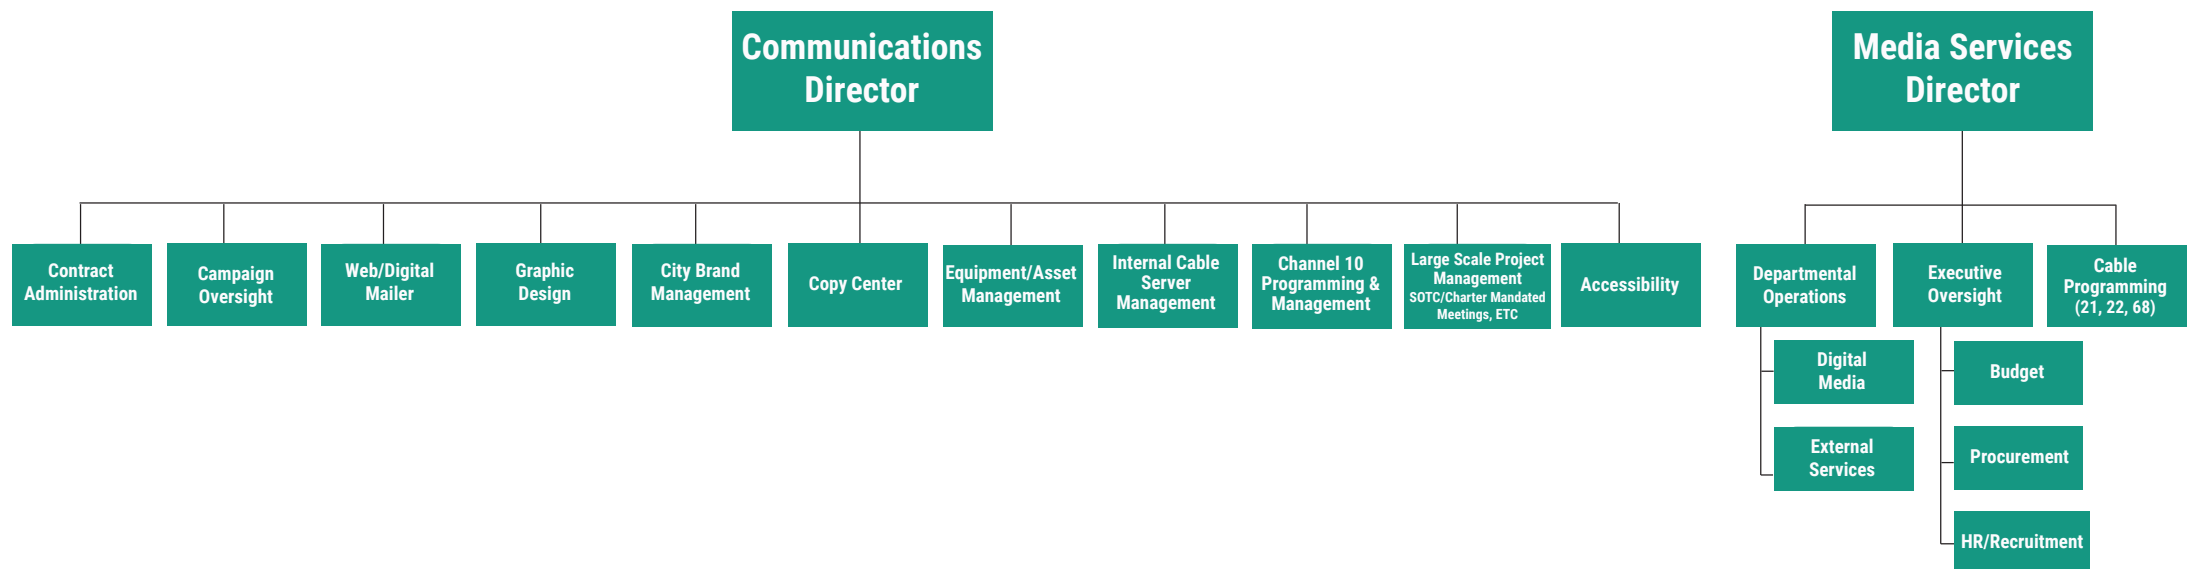 Communications
Director
Media Services
Director
Contract
Administration
Campaign
Oversight
Web/Digital
Mailer
Graphic
Design
City Brand
Management
Copy Center
Equipment/Asset
Management
Internal Cable
Server
Management
Channel 10
Programming &
Management
Large Scale Project
Management
SOTC/Charter Mandated
Meetings, ETC
Accessibility
Departmental
Operations
Executive
Oversight
Cable
Programming
(21, 22, 68)
Digital
Media
External
Services
Budget
Procurement
HR/Recruitment